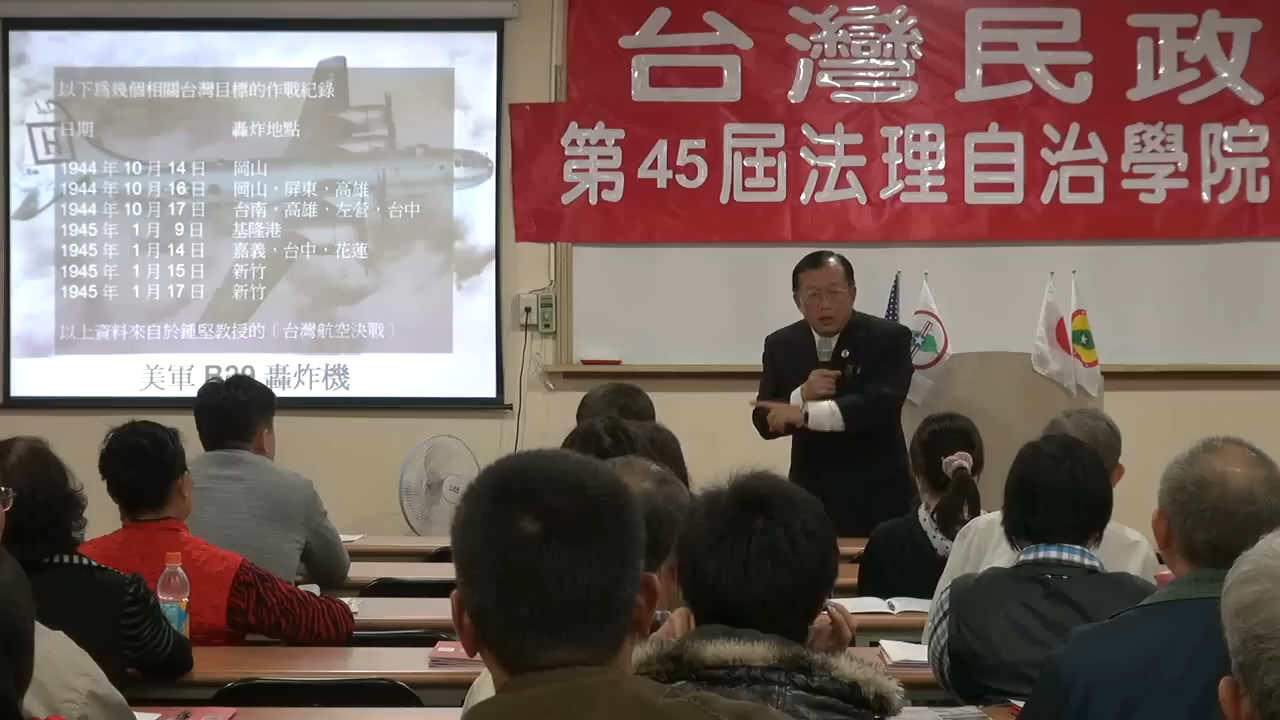 以下為幾個相關台灣目標的作戰紀錄
日期 轟炸地點
1944 年 10 月 14 日 岡山
1944 年 10 月 16 日 岡山,屏東,高雄
1944 年 10 月 17 日 台南,高雄,左營,台中
1945 年 1 月 9 日 基隆港
1945 年 1 月 14 日 嘉義,台中,花蓮
1945 年 1 月 15 日 新竹
1945 年 1 月 17 日 新竹
以上資料來自於鍾堅教授的〔台灣航空決戰〕
美軍 B29 轟炸機
台灣民政
第45屆法理自治學院